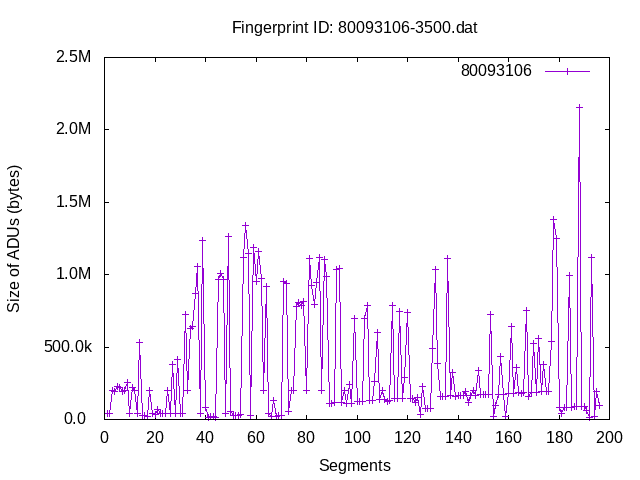 Fingerprint ID: 80093106-3500.dat
80093106
2.5M
2.0M
1.5M
1.0M
500.0k
0.0
Size of ADUs (bytes)
0 20 40 60 80 100 120 140 160 180 200
Segments